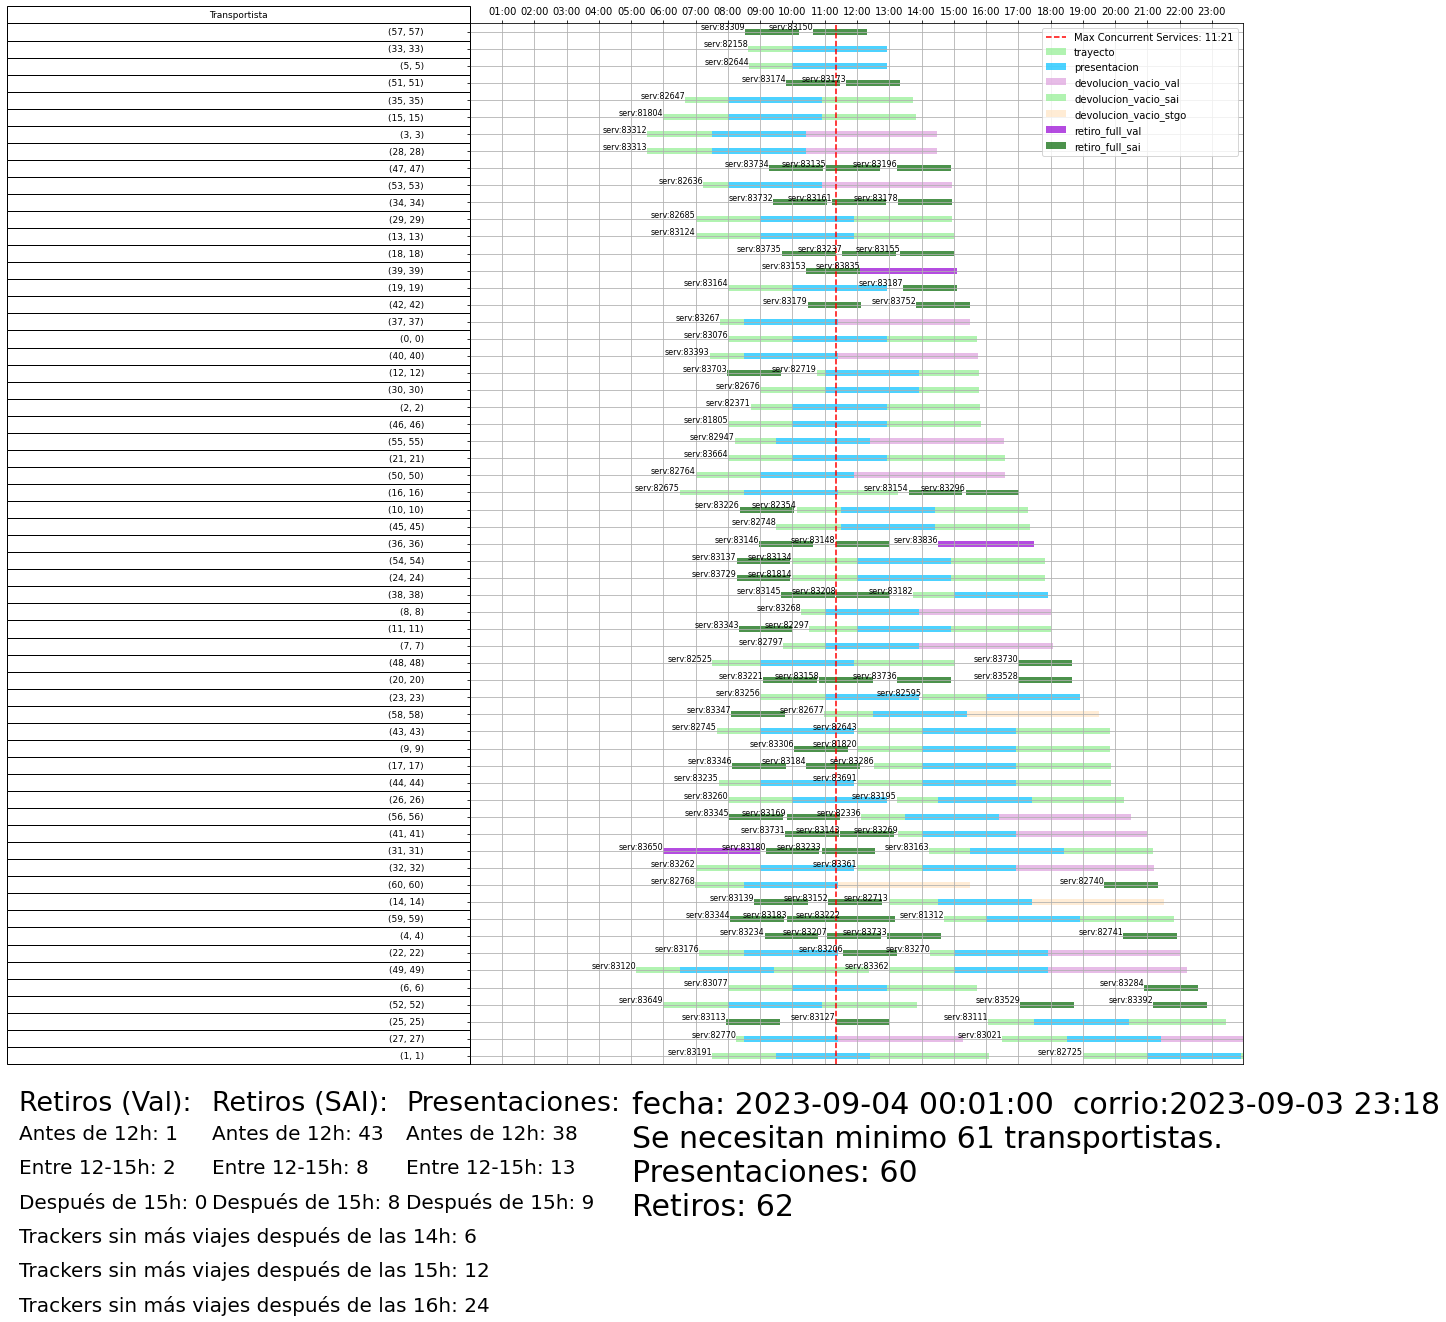 Transportista
01:00 02:00 03:00 04:00 05:00 06:00 07:00 08:00 09:00 10:00 11:00 12:00 13:00 14:00 15:00 16:00 17:00 18:00 19:00 20:00 21:00 22:00 23:00
Max Concurrent Services: 11:21
trayecto
presentacion
devolucion_vacio_val
devolucion_vacio_sai
devolucion_vacio_stgo
retiro_full_val
retiro_full_sai
(57, 57) serv:83309 serv:83150
(33, 33) serv:82158
(5, 5) serv:82644
(51, 51) serv:83174 serv:83173
(35, 35) serv:82647
(15, 15) serv:81804
(3, 3) serv:83312
(28, 28) serv:83313
(47, 47) serv:83734 serv:83135 serv:83196
(53, 53) serv:82636
(34, 34) serv:83732 serv:83161 serv:83178
(29, 29) serv:82685
(13, 13) serv:83124
(18, 18) serv:83735 serv:83237 serv:83155
(39, 39) serv:83153 serv:83835
(19, 19) serv:83164 serv:83187
(42, 42) serv:83179 serv:83752
(37, 37) serv:83267
(0, 0) serv:83076
(40, 40) serv:83393
(12, 12) serv:83703 serv:82719
(30, 30) serv:82676
(2, 2) serv:82371
(46, 46) serv:81805
(55, 55) serv:82947
(21, 21) serv:83664
(50, 50) serv:82764
(16, 16) serv:82675 serv:83154 serv:83296
(10, 10) serv:83226 serv:82354
(45, 45) serv:82748
(36, 36) serv:83146 serv:83148 serv:83836
(54, 54) serv:83137 serv:83134
(24, 24) serv:83729 serv:81814
(38, 38) serv:83145 serv:83208 serv:83182
(8, 8) serv:83268
(11, 11) serv:83343 serv:82297
(7, 7) serv:82797
(48, 48) serv:82525 serv:83730
(20, 20) serv:83221 serv:83158 serv:83736 serv:83528
(23, 23) serv:83256 serv:82595
(58, 58) serv:83347 serv:82677
(43, 43) serv:82745 serv:82643
(9, 9) serv:83306 serv:81820
(17, 17) serv:83346 serv:83184 serv:83286
(44, 44) serv:83235 serv:83691
(26, 26) serv:83260 serv:83195
(56, 56) serv:83345 serv:83169 serv:82336
(41, 41) serv:83731 serv:83143 serv:83269
(31, 31) serv:83650 serv:83180 serv:83233 serv:83163
(32, 32) serv:83262 serv:83361
(60, 60) serv:82768 serv:82740
(14, 14) serv:83139 serv:83152 serv:82713
(59, 59) serv:83344 serv:83183 serv:83222 serv:81312
(4, 4) serv:83234 serv:83207 serv:83733 serv:82741
(22, 22) serv:83176 serv:83206 serv:83270
(49, 49) serv:83120 serv:83362
(6, 6) serv:83077 serv:83284
(52, 52) serv:83649 serv:83529 serv:83392
(25, 25) serv:83113 serv:83127 serv:83111
(27, 27) serv:82770 serv:83021
(1, 1) serv:83191 serv:82725
Retiros (Val): Retiros (SAI): Presentaciones: fecha: 2023-09-04 00:01:00 corrio:2023-09-03 23:18
Antes de 12h: 1 Antes de 12h: 43 Antes de 12h: 38 Se necesitan minimo 61 transportistas.
Entre 12-15h: 2 Entre 12-15h: 8 Entre 12-15h: 13 Presentaciones: 60
Después de 15h: 0 Después de 15h: 8 Después de 15h: 9 Retiros: 62
Trackers sin más viajes después de las 14h: 6
Trackers sin más viajes después de las 15h: 12
Trackers sin más viajes después de las 16h: 24